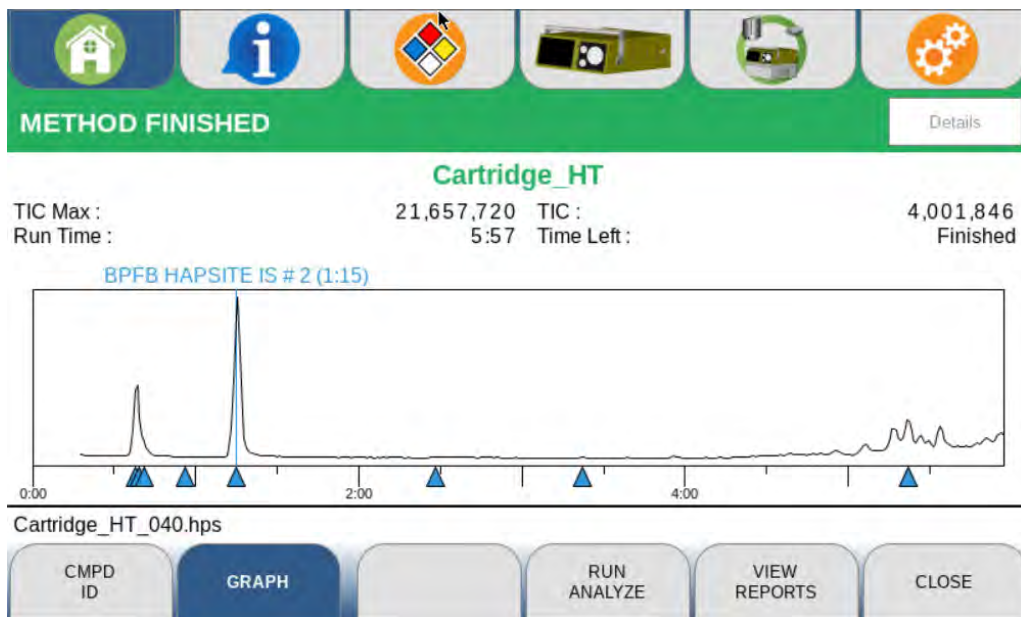 METHOD FINISHED
Details
Cartridge_HT
TIC Max : 21,657,720 TIC : 4,001,846
Run Time : 5:57 Time Left : Finished
BPFB HAPSITE IS # 2 (1:15)
0:00 2:00 4:00
Cartridge_HT_040.hps
CMPD ID
GRAPH
RUN ANALYZE
VIEW REPORTS
CLOSE